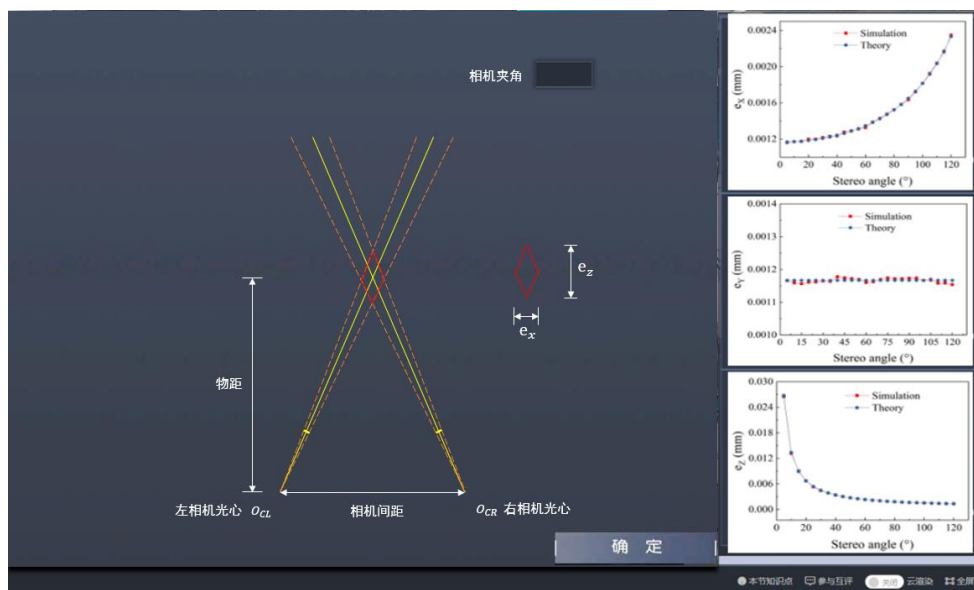 相机夹角
物距
e_z
e_x
左相机光心 O_CL
相机间距
O_CR 右相机光心
确 定
Simulation
Theory
e_X (mm)
0.0024
0.0020
0.0016
0.0012
0 20 40 60 80 100 120
Stereo angle (°)
Simulation
Theory
e_Y (mm)
0.0014
0.0013
0.0012
0.0011
0.0010
0 15 30 45 60 75 90 105 120
Stereo angle (°)
Simulation
Theory
e_Z (mm)
0.030
0.024
0.018
0.012
0.006
0.000
0 20 40 60 80 100 120
Stereo angle (°)
本节知识点 参与互评 关闭 云渲染 全屏